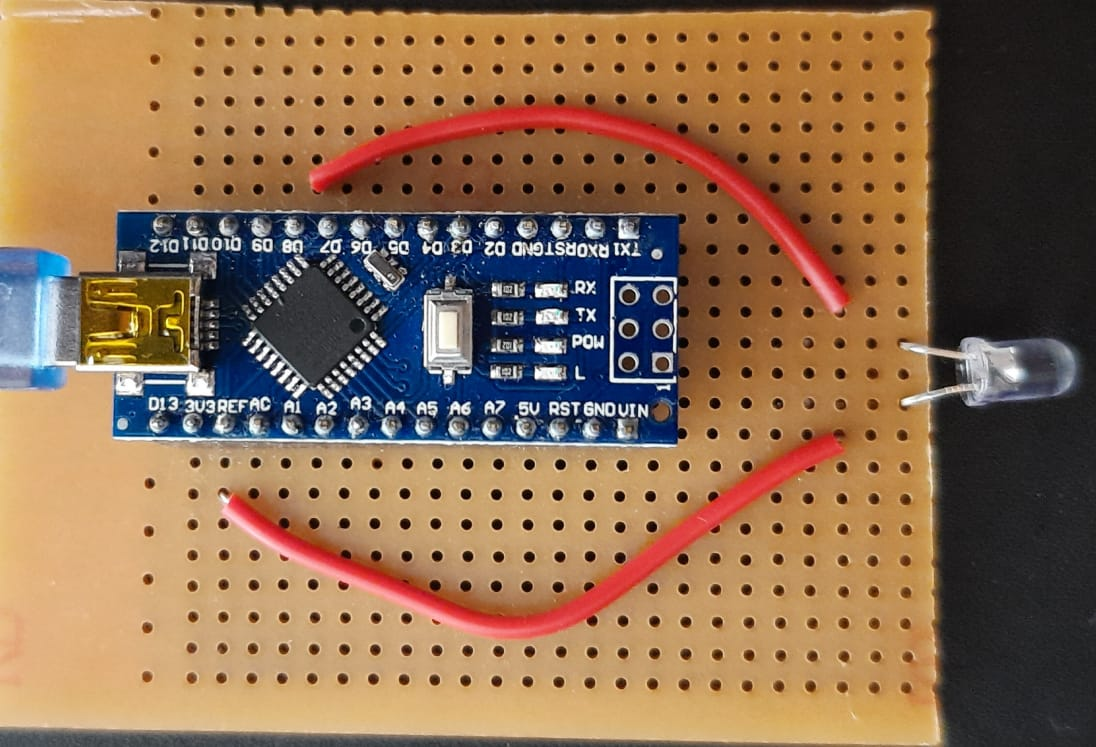 D12 D11 D10 D9 D8 D7 D6 D5 D4 D3 D2 GND RST RX0 TX1
RX
TX
POW
L
1
D13 3V3 REF A0 A1 A2 A3 A4 A5 A6 A7 5V RST GND VIN